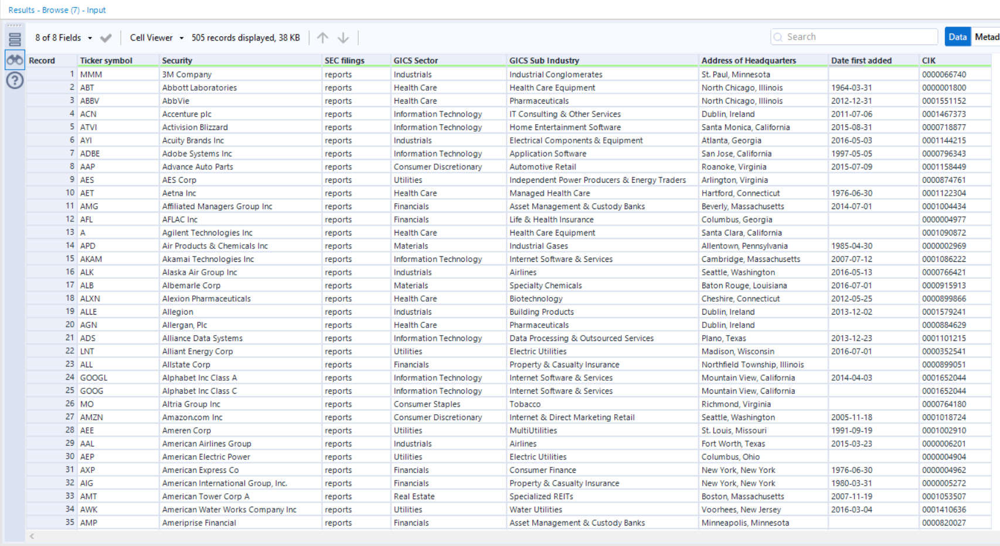 Results - Browse (7) - Input
8 of 8 Fields Cell Viewer 505 records displayed, 38 KB Search Data Metad
Record Ticker symbol Security SEC filings GICS Sector GICS Sub Industry Address of Headquarters Date first added CIK
1 MMM 3M Company reports Industrials Industrial Conglomerates St. Paul, Minnesota 0000066740
2 ABT Abbott Laboratories reports Health Care Health Care Equipment North Chicago, Illinois 1964-03-31 0000001800
3 ABBV AbbVie reports Health Care Pharmaceuticals North Chicago, Illinois 2012-12-31 0001551152
4 ACN Accenture plc reports Information Technology IT Consulting & Other Services Dublin, Ireland 2011-07-06 0001467373
5 ATVI Activision Blizzard reports Information Technology Home Entertainment Software Santa Monica, California 2015-08-31 0000718877
6 AYI Acuity Brands Inc reports Industrials Electrical Components & Equipment Atlanta, Georgia 2016-05-03 0001144215
7 ADBE Adobe Systems Inc reports Information Technology Application Software San Jose, California 1997-05-05 0000796343
8 AAP Advance Auto Parts reports Consumer Discretionary Automotive Retail Roanoke, Virginia 2015-07-09 0001158449
9 AES AES Corp reports Utilities Independent Power Producers & Energy Traders Arlington, Virginia 0000874761
10 AET Aetna Inc reports Health Care Managed Health Care Hartford, Connecticut 1976-06-30 0001122304
11 AMG Affiliated Managers Group Inc reports Financials Asset Management & Custody Banks Beverly, Massachusetts 2014-07-01 0001004434
12 AFL AFLAC Inc reports Financials Life & Health Insurance Columbus, Georgia 0000004977
13 A Agilent Technologies Inc reports Health Care Health Care Equipment Santa Clara, California 0001090872
14 APD Air Products & Chemicals Inc reports Materials Industrial Gases Allentown, Pennsylvania 1985-04-30 0000002969
15 AKAM Akamai Technologies Inc reports Information Technology Internet Software & Services Cambridge, Massachusetts 2007-07-12 0001086222
16 ALK Alaska Air Group Inc reports Industrials Airlines Seattle, Washington 2016-05-13 0000766421
17 ALB Albemarle Corp reports Materials Specialty Chemicals Baton Rouge, Louisiana 2016-07-01 0000915913
18 ALXN Alexion Pharmaceuticals reports Health Care Biotechnology Cheshire, Connecticut 2012-05-25 0000899866
19 ALLE Allegion reports Industrials Building Products Dublin, Ireland 2013-12-02 0001579241
20 AGN Allergan, Plc reports Health Care Pharmaceuticals Dublin, Ireland 0000884629
21 ADS Alliance Data Systems reports Information Technology Data Processing & Outsourced Services Plano, Texas 2013-12-23 0001101215
22 LNT Alliant Energy Corp reports Utilities Electric Utilities Madison, Wisconsin 2016-07-01 0000352541
23 ALL Allstate Corp reports Financials Property & Casualty Insurance Northfield Township, Illinois 0000899051
24 GOOGL Alphabet Inc Class A reports Information Technology Internet Software & Services Mountain View, California 2014-04-03 0001652044
25 GOOG Alphabet Inc Class C reports Information Technology Internet Software & Services Mountain View, California 0001652044
26 MO Altria Group Inc reports Consumer Staples Tobacco Richmond, Virginia 0000764180
27 AMZN Amazon.com Inc reports Consumer Discretionary Internet & Direct Marketing Retail Seattle, Washington 2005-11-18 0001018724
28 AEE Ameren Corp reports Utilities MultiUtilities St. Louis, Missouri 1991-09-19 0001002910
29 AAL American Airlines Group reports Industrials Airlines Fort Worth, Texas 2015-03-23 0000006201
30 AEP American Electric Power reports Utilities Electric Utilities Columbus, Ohio 0000004904
31 AXP American Express Co reports Financials Consumer Finance New York, New York 1976-06-30 0000004962
32 AIG American International Group, Inc. reports Financials Property & Casualty Insurance New York, New York 1980-03-31 0000005272
33 AMT American Tower Corp A reports Real Estate Specialized REITs Boston, Massachusetts 2007-11-19 0001053507
34 AWK American Water Works Company Inc reports Utilities Water Utilities Voorhees, New Jersey 2016-03-04 0001410636
35 AMP Ameriprise Financial reports Financials Asset Management & Custody Banks Minneapolis, Minnesota 0000820027